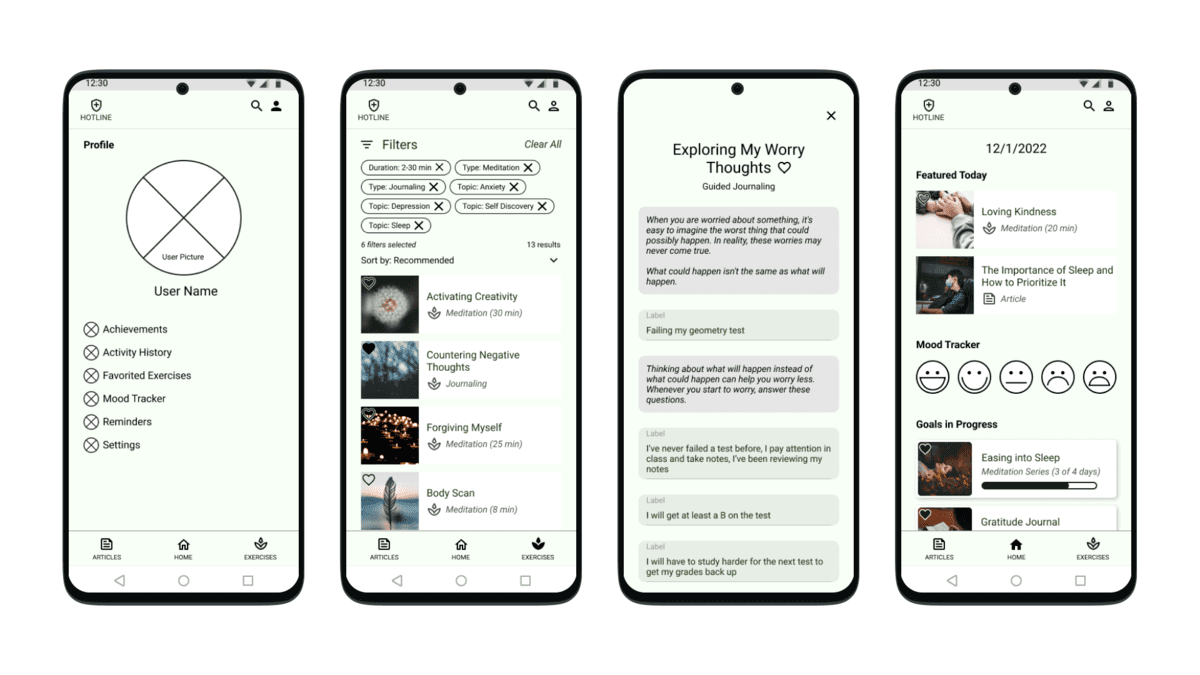 12:30
HOTLINE
Profile
User Picture
User Name
Achievements
Activity History
Favorited Exercises
Mood Tracker
Reminders
Settings
ARTICLES
HOME
EXERCISES
12:30
HOTLINE
Filters
Clear All
Duration: 2-30 min
Type: Meditation
Type: Journaling
Topic: Anxiety
Topic: Depression
Topic: Self Discovery
Topic: Sleep
6 filters selected
13 results
Sort by: Recommended
Activating Creativity
Meditation (30 min)
Countering Negative
Thoughts
Journaling
Forgiving Myself
Meditation (25 min)
Body Scan
Meditation (8 min)
ARTICLES
HOME
EXERCISES
Exploring My Worry
Thoughts
Guided Journaling
When you are worried about something, it's
easy to imagine the worst thing that could
possibly happen. In reality, these worries may
never come true.
What could happen isn't the same as what will
happen.
Label
Failing my geometry test
Thinking about what will happen instead of
what could happen can help you worry less.
Whenever you start to worry, answer these
questions.
Label
I've never failed a test before, I pay attention in
class and take notes, I've been reviewing my
notes
Label
I will get at least a B on the test
Label
I will have to study harder for the next test to
get my grades back up
12:30
HOTLINE
12/1/2022
Featured Today
Loving Kindness
Meditation (20 min)
The Importance of Sleep and
How to Prioritize It
Article
Mood Tracker
Goals in Progress
Easing into Sleep
Meditation Series (3 of 4 days)
Gratitude Journal
ARTICLES
HOME
EXERCISES